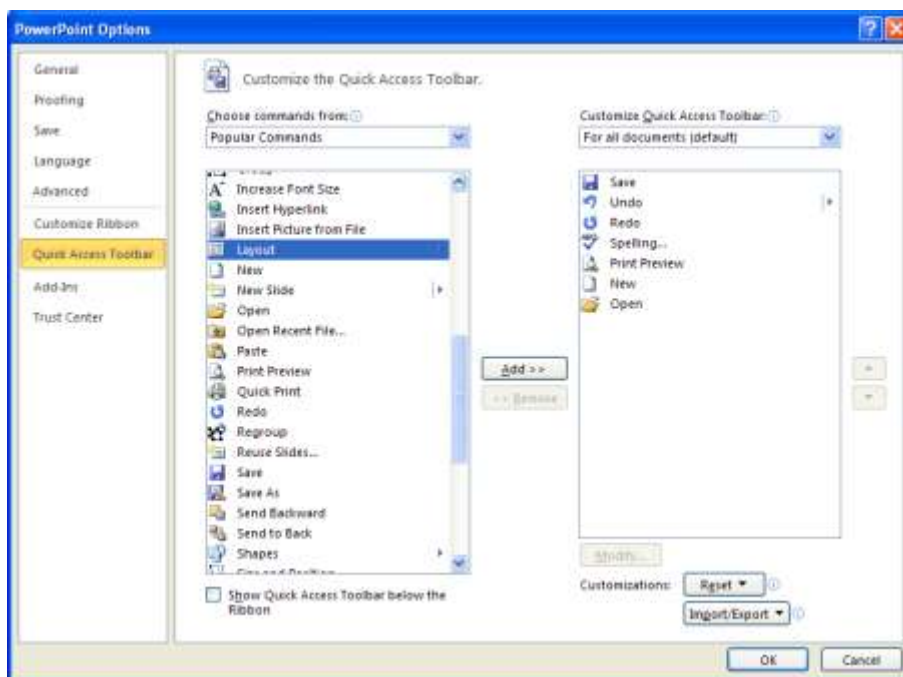 PowerPoint Options
General
Proofing
Save
Language
Advanced
Customize Ribbon
Quick Access Toolbar
Add-Ins
Trust Center
Customize the Quick Access Toolbar.
Choose commands from:
Popular Commands
Increase Font Size
Insert Hyperlink
Insert Picture from File
Layout
New
New Slide
Open
Open Recent File...
Paste
Print Preview
Quick Print
Redo
Regroup
Reuse Slides...
Save
Save As
Send Backward
Send to Back
Shapes
Size and Position
Show Quick Access Toolbar below the
Ribbon
Add >>
<< Remove
Customize Quick Access Toolbar:
For all documents (default)
Save
Undo
Redo
Spelling...
Print Preview
New
Open
Modify...
Customizations:
Reset
Import/Export
OK
Cancel